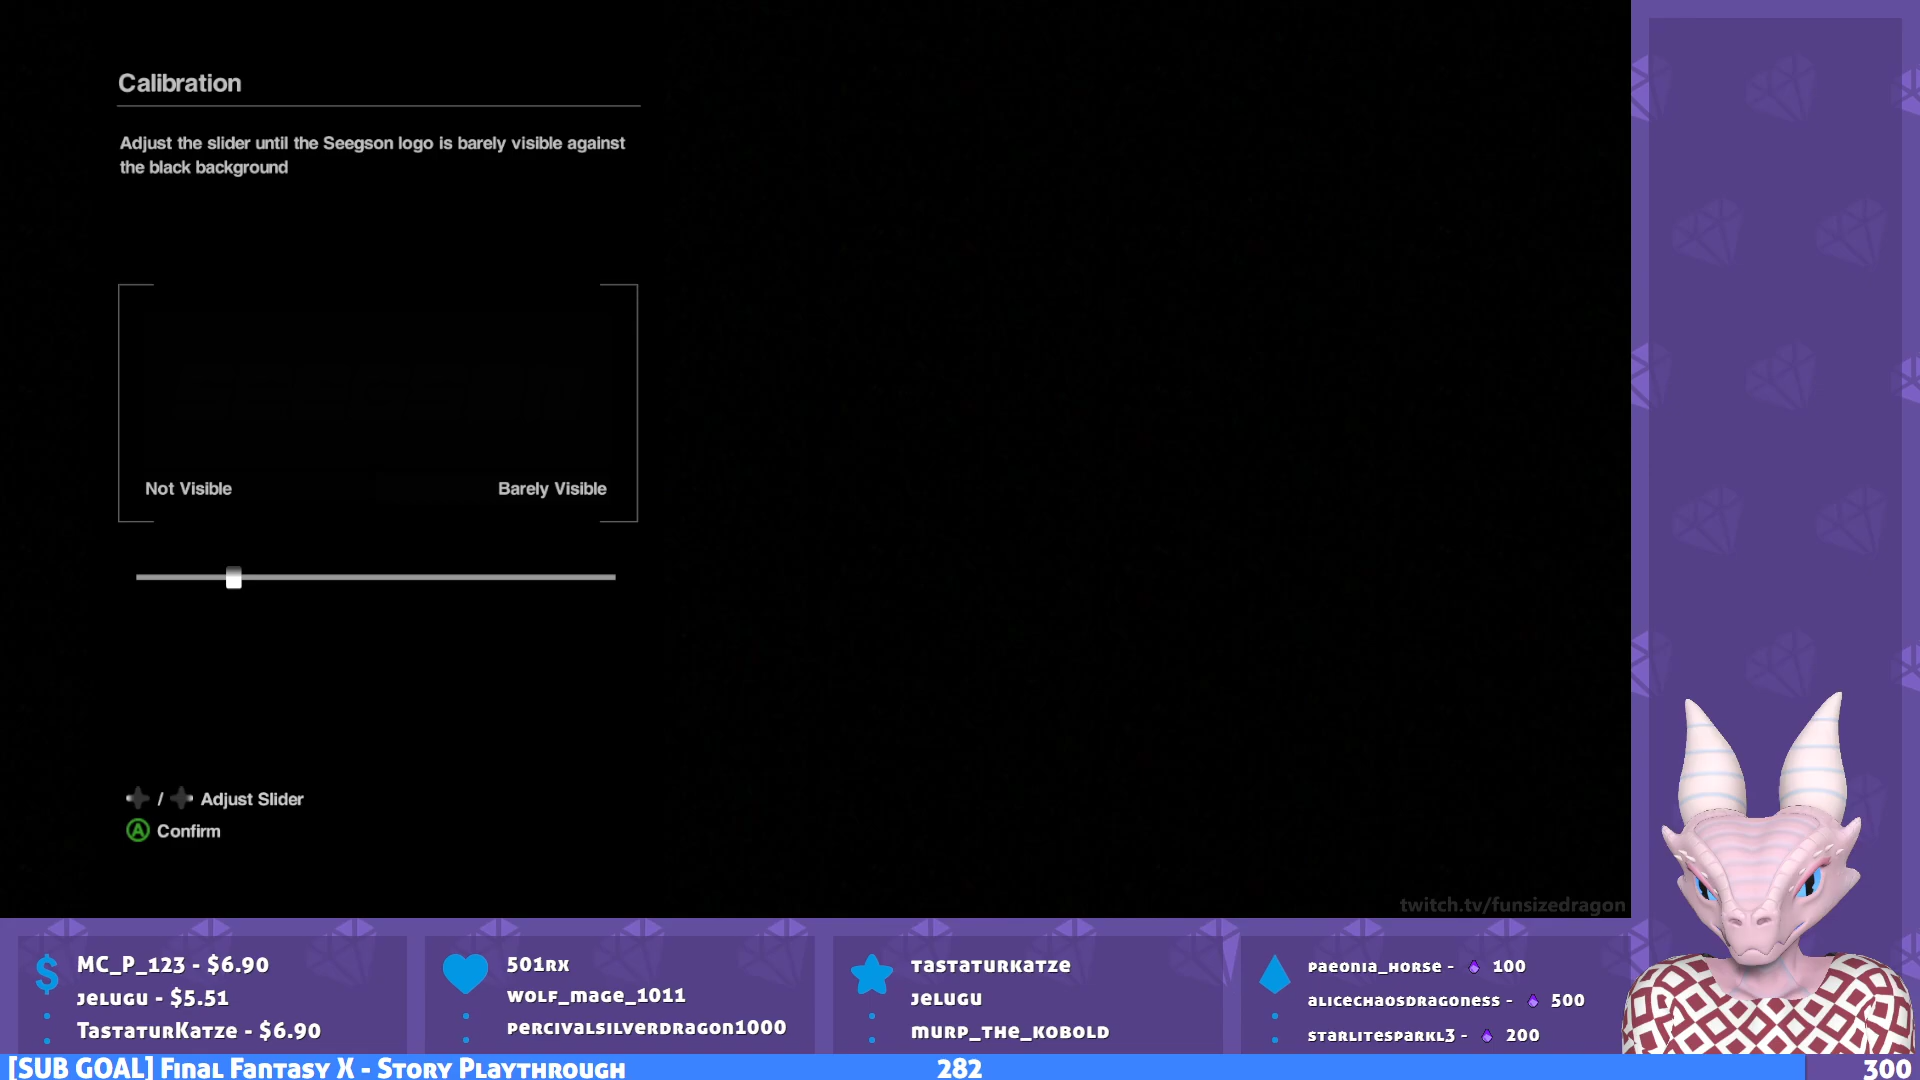 Calibration
Adjust the slider until the Seegson logo is barely visible against
the black background
SEEGSON
Not Visible
Barely Visible
/ Adjust Slider
A Confirm
twitch.tv/funsizedragon
MC_P_123 - $6.90
jelugu - $5.51
TastaturKatze - $6.90
501rx
wolf_mage_1011
percivalsilverdragon1000
tastaturkatze
jelugu
murp_the_kobold
paeonia_horse - 100
alicechaosdragoness - 500
starlitesparkl3 - 200
[SUB GOAL] Final Fantasy X - Story Playthrough
282
300